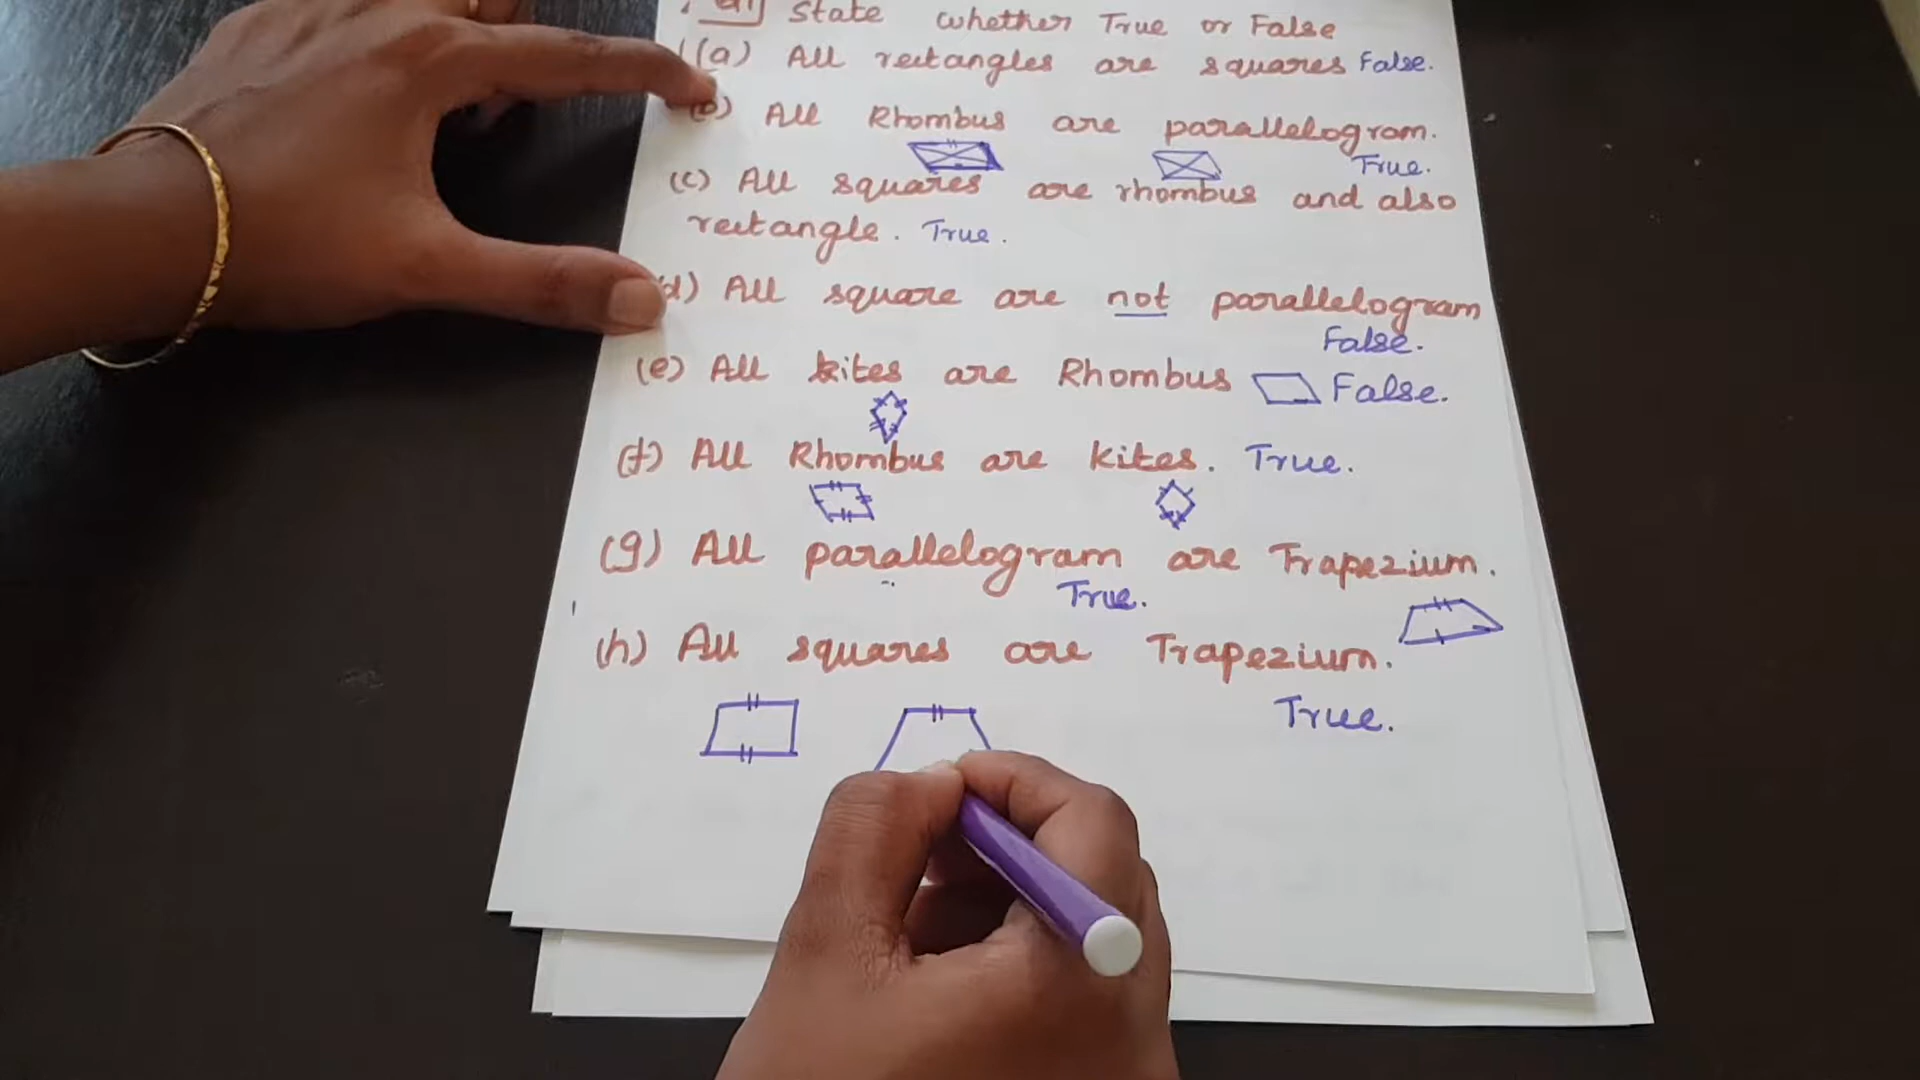 State whether True or False
(a) All rectangles are squares False.
(b) All Rhombus are parallelogram.
True.
(c) All squares are rhombus and also
rectangle. True.
(d) All square are not parallelogram
False.
(e) All kites are Rhombus False.
(f) All Rhombus are kites. True.
(g) All parallelogram are Trapezium.
True.
(h) All squares are Trapezium.
True.